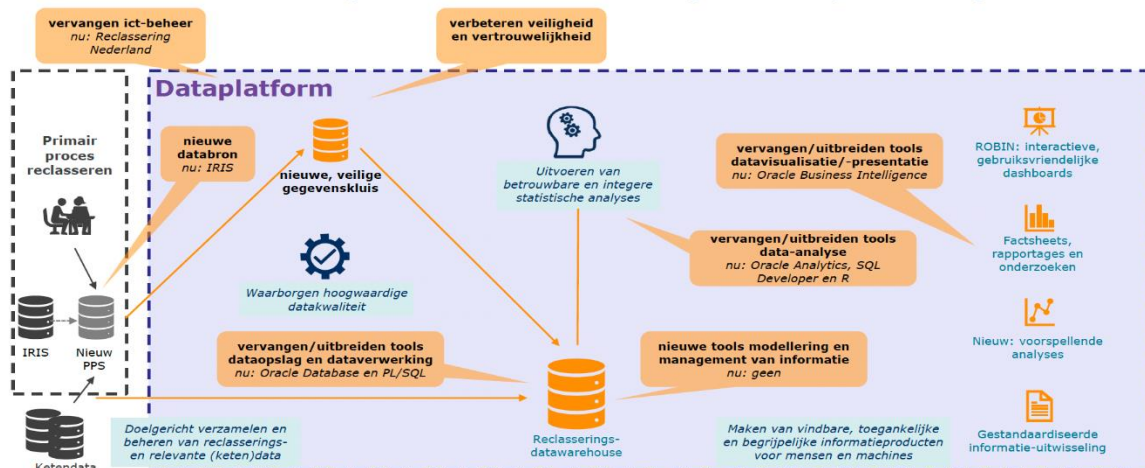 vervangen ict-beheer
nu: Reclassering
Nederland
verbeteren veiligheid
en vertrouwelijkheid
Dataplatform
Primair
proces
reclasseren
nieuwe
databron
nu: IRIS
nieuwe, veilige
gegevenskluis
Uitvoeren van
betrouwbare en integere
statistische analyses
vervangen/uitbreiden tools
datavisualisatie/-presentatie
nu: Oracle Business Intelligence
ROBIN: interactieve,
gebruiksvriendelijke
dashboards
Waarborgen hoogwaardige
datakwaliteit
vervangen/uitbreiden tools
data-analyse
nu: Oracle Analytics, SQL
Developer en R
Factsheets,
rapportages en
onderzoeken
IRIS
Nieuw
PPS
vervangen/uitbreiden tools
dataopslag en dataverwerking
nu: Oracle Database en PL/SQL
nieuwe tools modellering en
management van informatie
nu: geen
Nieuw: voorspellende
analyses
Ketendata
Doelgericht verzamelen en
beheren van reclasserings-
en relevante (keten)data
Reclasserings-
datawarehouse
Maken van vindbare, toegankelijke
en begrijpelijke informatieproducten
voor mensen en machines
Gestandaardiseerde
informatie-uitwisseling